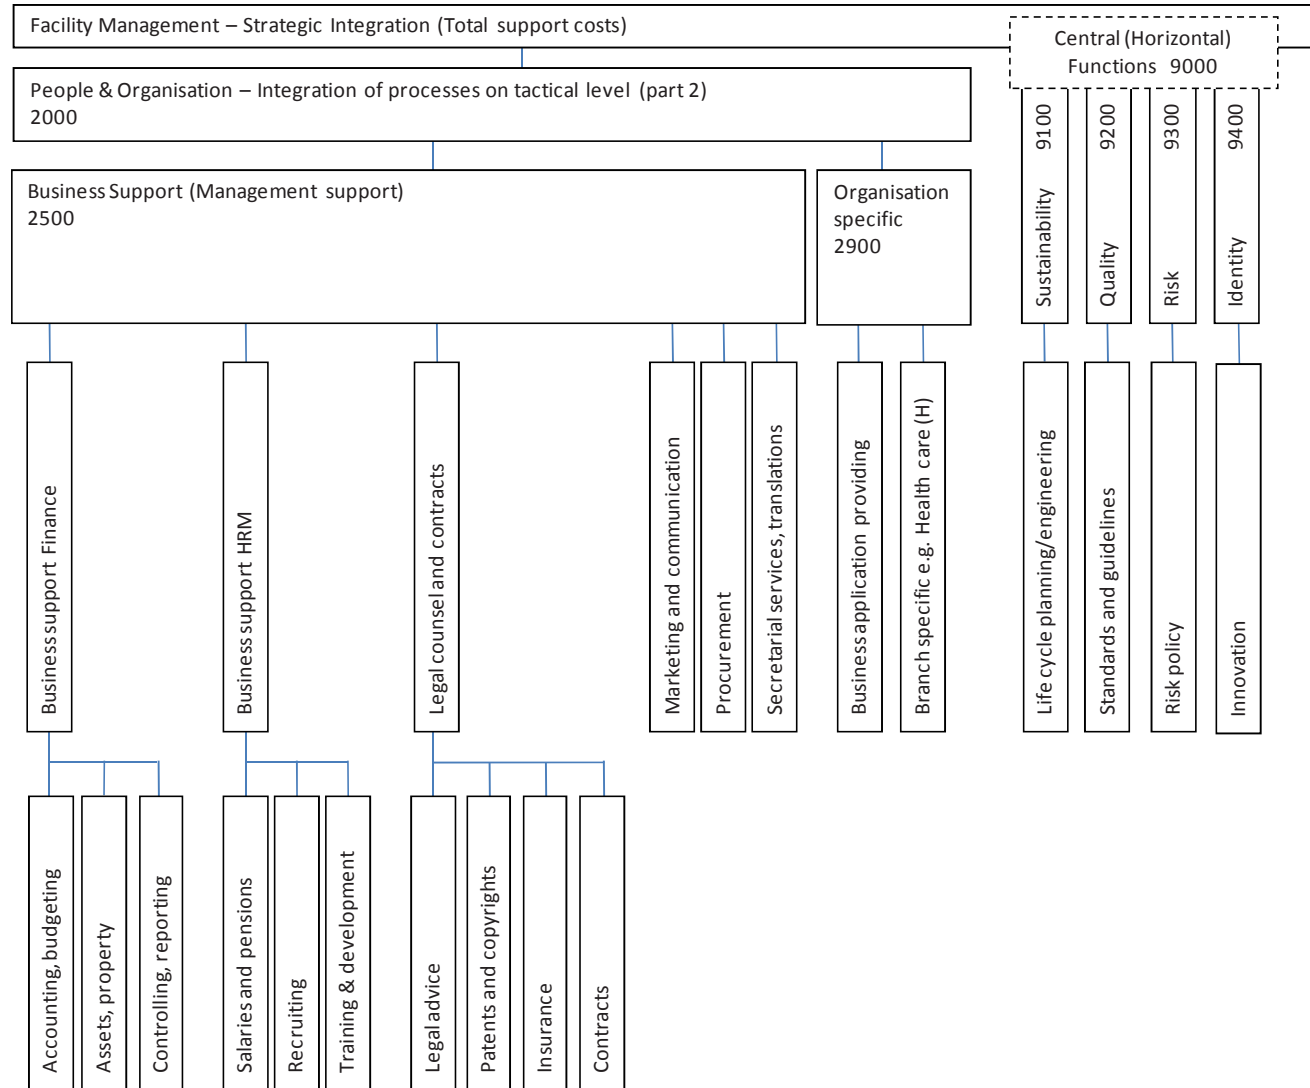 Facility Management – Strategic Integration (Total support costs)
Central (Horizontal)
Functions 9000
People & Organisation – Integration of processes on tactical level (part 2)
2000
Business Support (Management support)
2500
Organisation
specific
2900
Sustainability 9100
Quality 9200
Risk 9300
Identity 9400
Business support Finance
Business support HRM
Legal counsel and contracts
Marketing and communication
Procurement
Secretarial services, translations
Business application providing
Branch specific e.g. Health care (H)
Life cycle planning/engineering
Standards and guidelines
Risk policy
Innovation
Accounting, budgeting
Assets, property
Controlling, reporting
Salaries and pensions
Recruiting
Training & development
Legal advice
Patents and copyrights
Insurance
Contracts